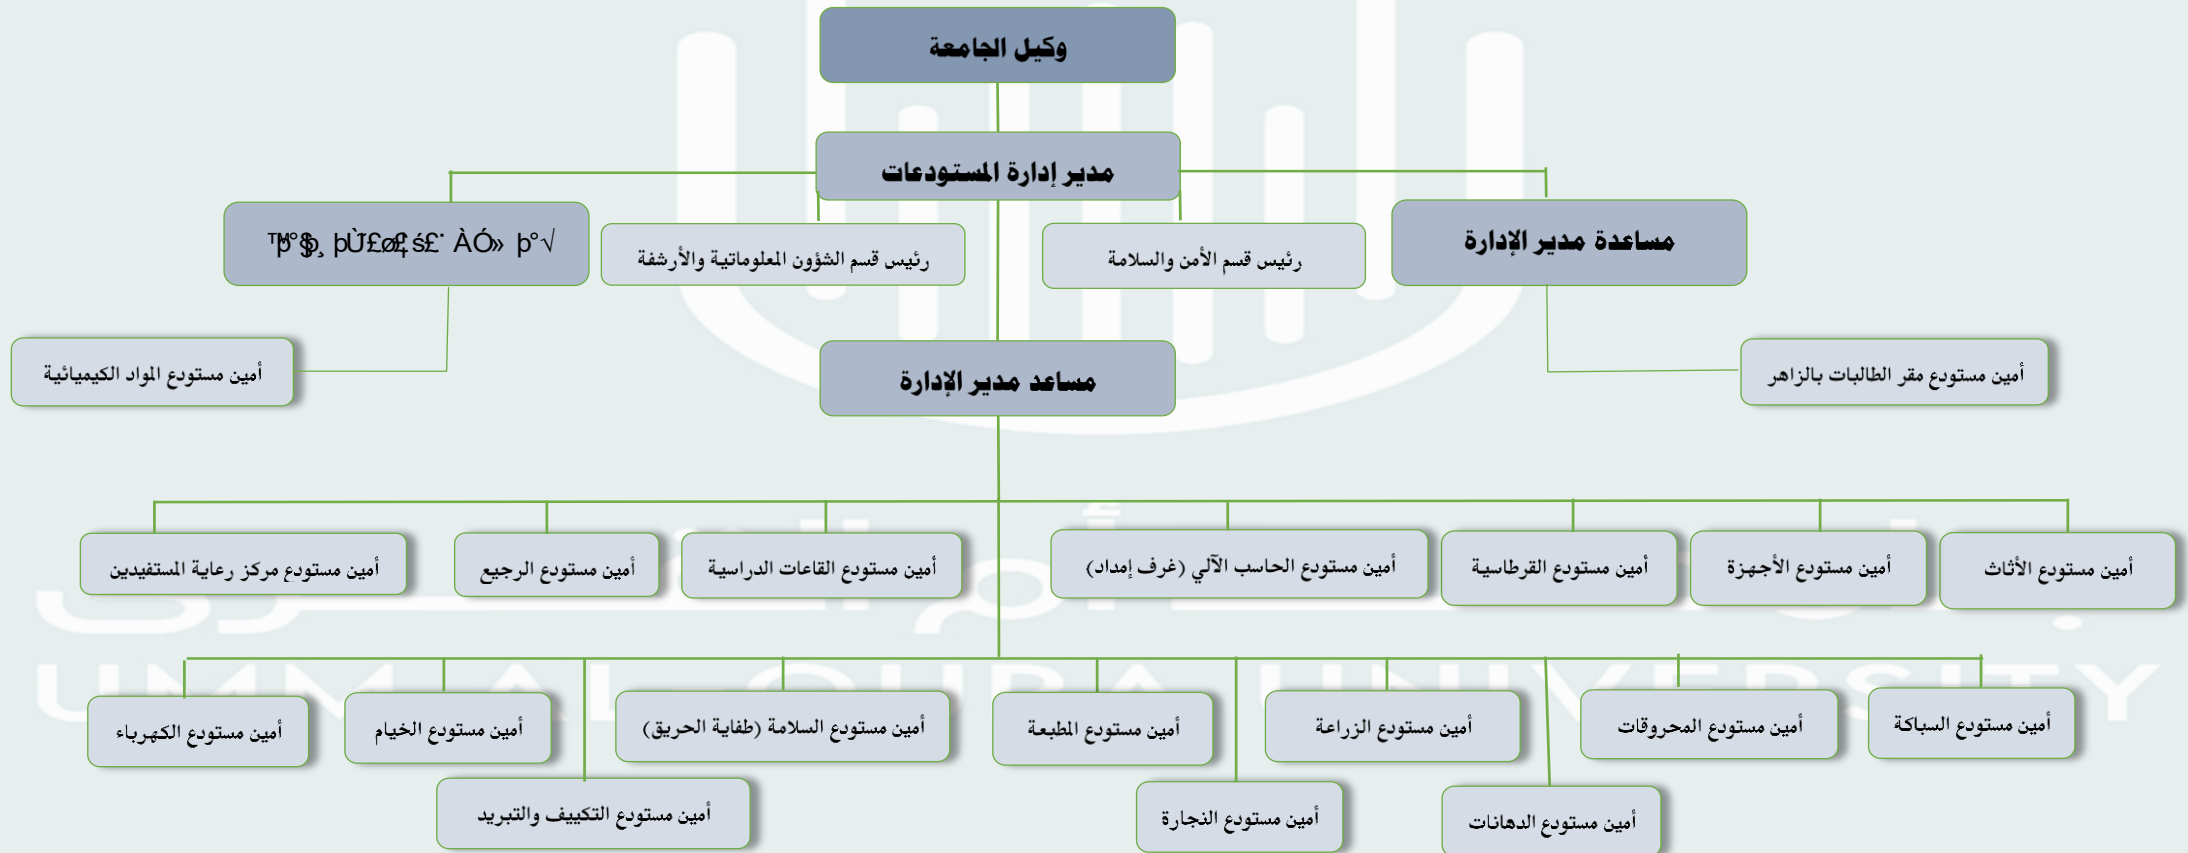 وكيل الجامعة
مدير إدارة المستودعات
مساعدة مدير الإدارة
رئيس قسم الأمن والسلامة
رئيس قسم الشؤون المعلوماتية والأرشفة
أمين مستودع مقر الطالبات بالزاهر
مساعد مدير الإدارة
أمين مستودع المواد الكيميائية
أمين مستودع الأثاث
أمين مستودع الأجهزة
أمين مستودع القرطاسية
أمين مستودع الحاسب الآلي (غرف إمداد)
أمين مستودع القاعات الدراسية
أمين مستودع الرجيع
أمين مستودع مركز رعاية المستفيدين
أمين مستودع السباكة
أمين مستودع المحروقات
أمين مستودع الزراعة
أمين مستودع المطبعة
أمين مستودع السلامة (طفاية الحريق)
أمين مستودع الخيام
أمين مستودع الكهرباء
أمين مستودع الدهانات
أمين مستودع النجارة
أمين مستودع التكييف والتبريد
UMM AL QURA UNIVERSITY